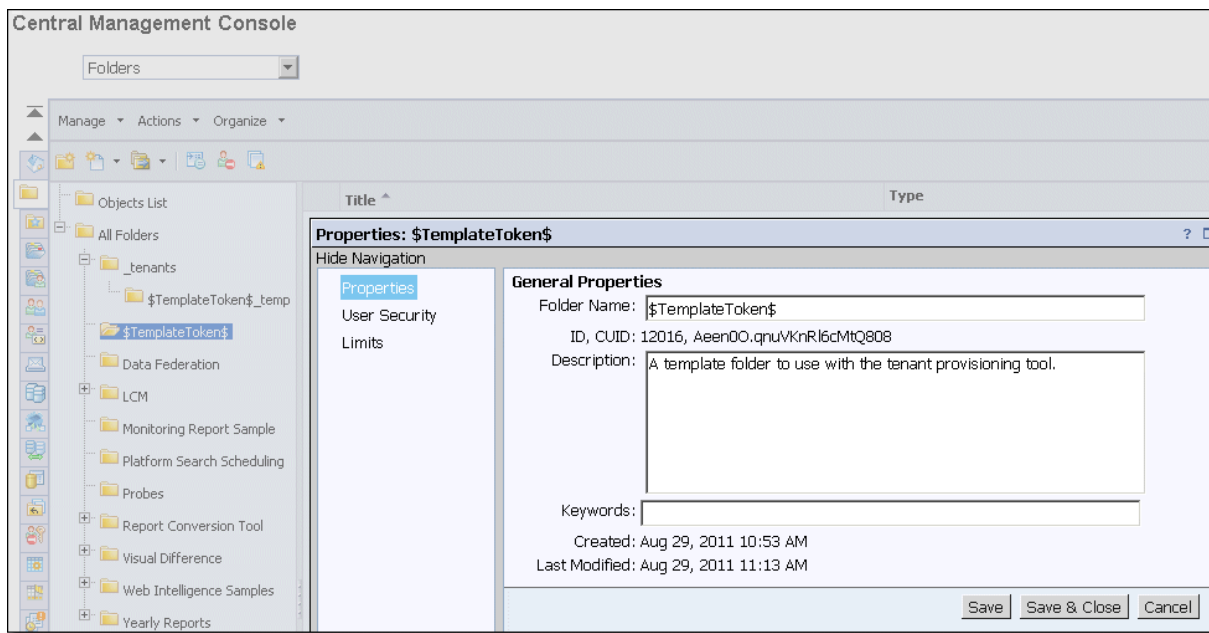 Central Management Console
Folders
Manage Actions Organize
Title Type
Objects List
All Folders
_tenants
$TemplateToken$_temp
$TemplateToken$
Data Federation
LCM
Monitoring Report Sample
Platform Search Scheduling
Probes
Report Conversion Tool
Visual Difference
Web Intelligence Samples
Yearly Reports
Properties: $TemplateToken$ ?
Hide Navigation
Properties
User Security
Limits
General Properties
Folder Name: $TemplateToken$
ID, CUID: 12016, Aeen0O.qnuVKnRl6cMtQ808
Description: A template folder to use with the tenant provisioning tool.
Keywords:
Created: Aug 29, 2011 10:53 AM
Last Modified: Aug 29, 2011 11:13 AM
Save Save & Close Cancel